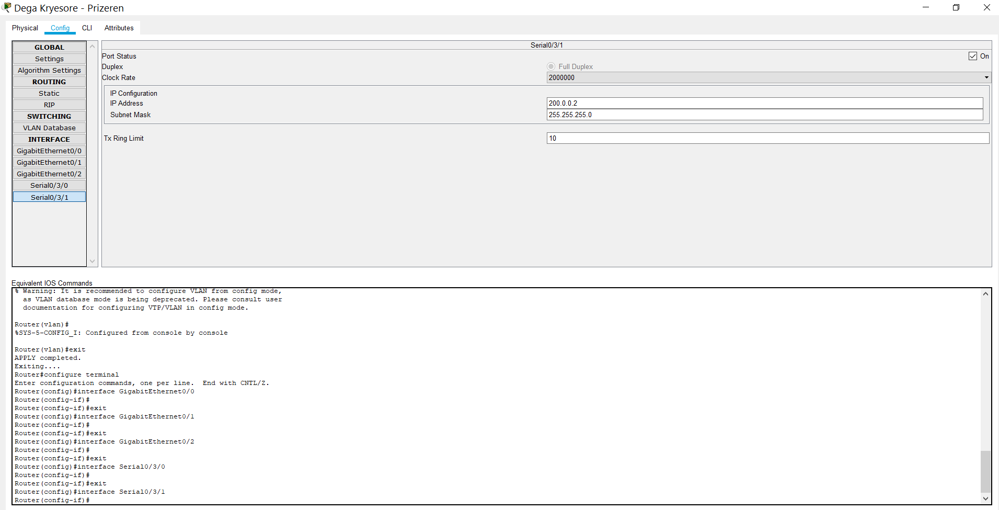 Dega Kryesore - Prizeren
Physical Config CLI Attributes
GLOBAL
Settings
Algorithm Settings
ROUTING
Static
RIP
SWITCHING
VLAN Database
INTERFACE
GigabitEthernet0/0
GigabitEthernet0/1
GigabitEthernet0/2
Serial0/3/0
Serial0/3/1
Serial0/3/1
Port Status On
Duplex Full Duplex
Clock Rate 2000000
IP Configuration
IP Address 200.0.0.2
Subnet Mask 255.255.255.0
Tx Ring Limit 10
Equivalent IOS Commands
% Warning: It is recommended to configure VLAN from config mode,
as VLAN database mode is being deprecated. Please consult user
documentation for configuring VTP/VLAN in config mode.
Router(vlan)#
%SYS-5-CONFIG_I: Configured from console by console
Router(vlan)#exit
APPLY completed.
Exiting....
Router#configure terminal
Enter configuration commands, one per line. End with CNTL/Z.
Router(config)#interface GigabitEthernet0/0
Router(config-if)#
Router(config-if)#exit
Router(config)#interface GigabitEthernet0/1
Router(config-if)#
Router(config-if)#exit
Router(config)#interface GigabitEthernet0/2
Router(config-if)#
Router(config-if)#exit
Router(config)#interface Serial0/3/0
Router(config-if)#
Router(config-if)#exit
Router(config)#interface Serial0/3/1
Router(config-if)#